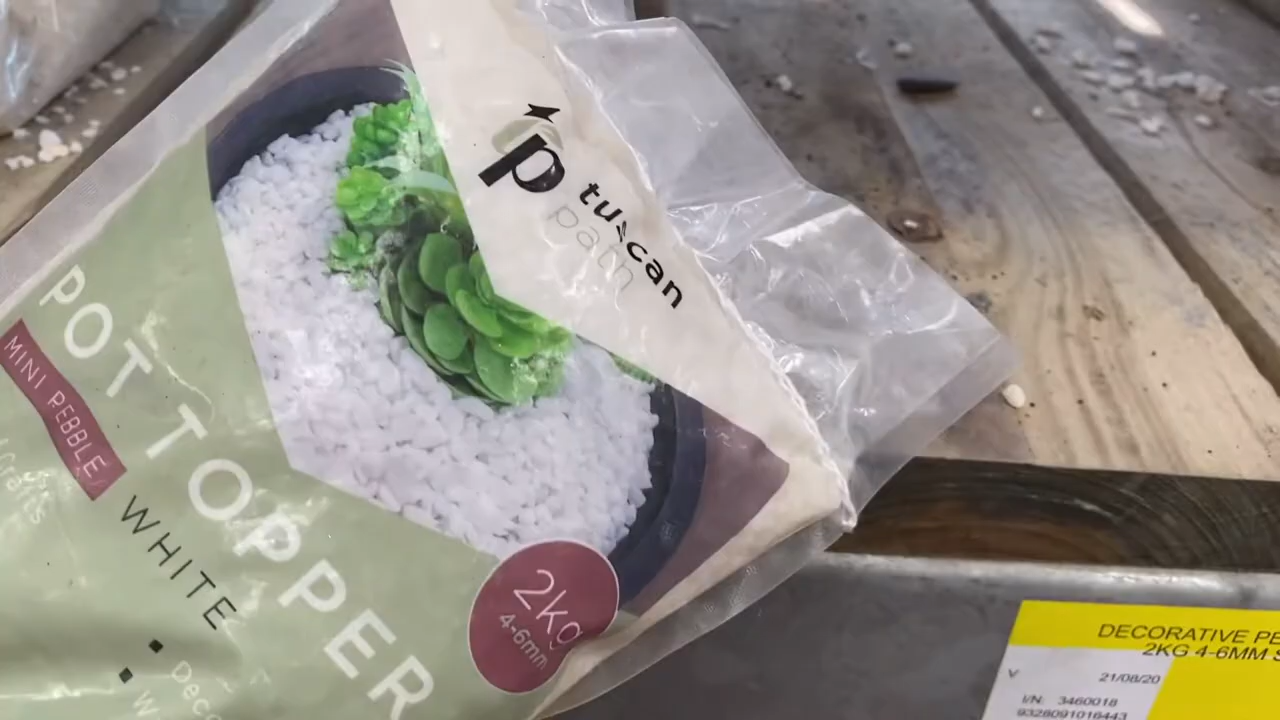 tuscan
path
POT TOPPER
MINI PEBBLE
WHITE
Crafts
2kg
4-6mm
DECORATIVE PE
2KG 4-6MM S
V
21/08/20
I/N: 3460018
9328091016443